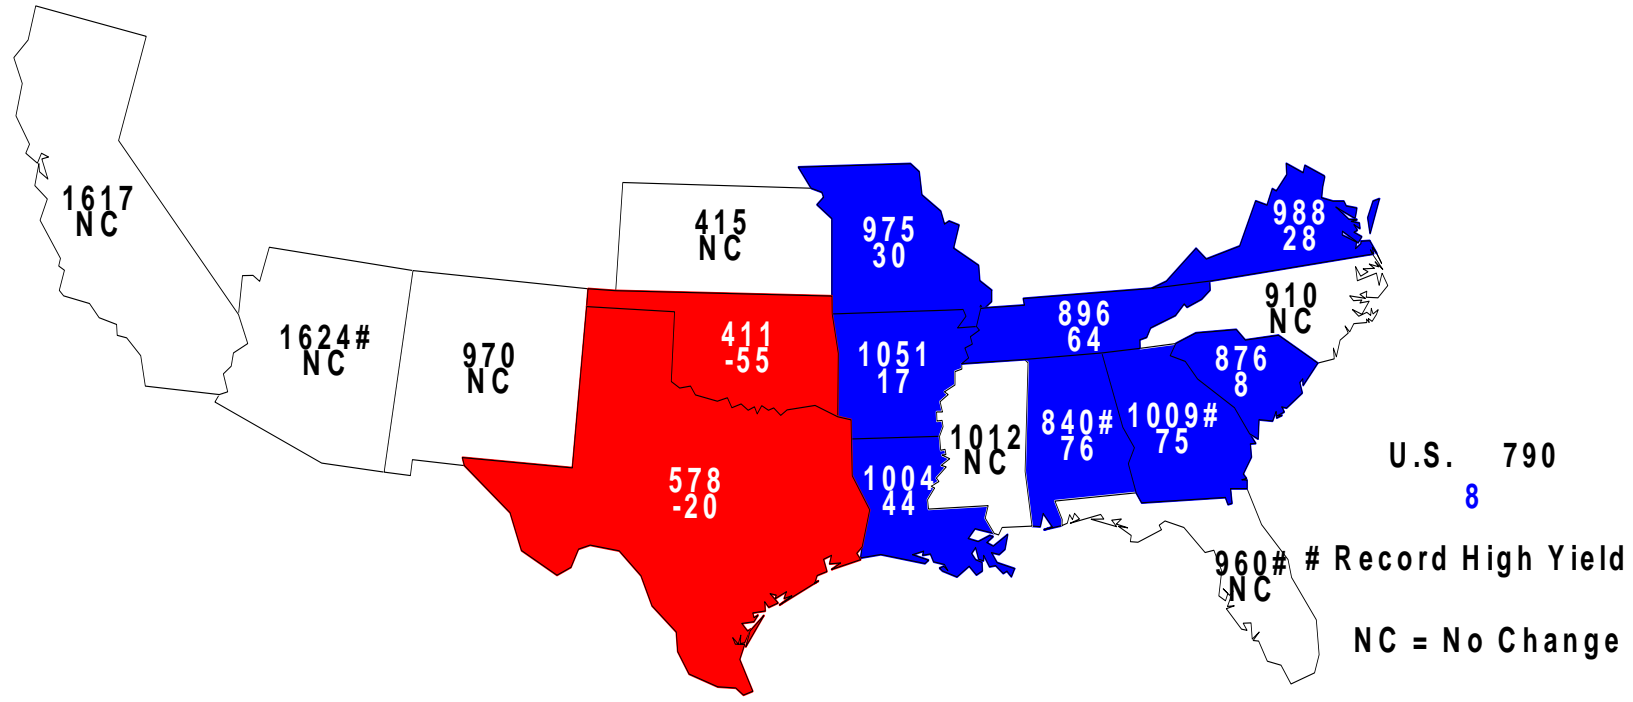 1617
NC
1624#
NC
970
NC
415
NC
411
-55
578
-20
975
30
1051
17
1004
44
1012
NC
896
64
840#
76
1009#
75
876
8
910
NC
988
28
960#
NC
U.S. 790
8
# Record High Yield
NC = No Change